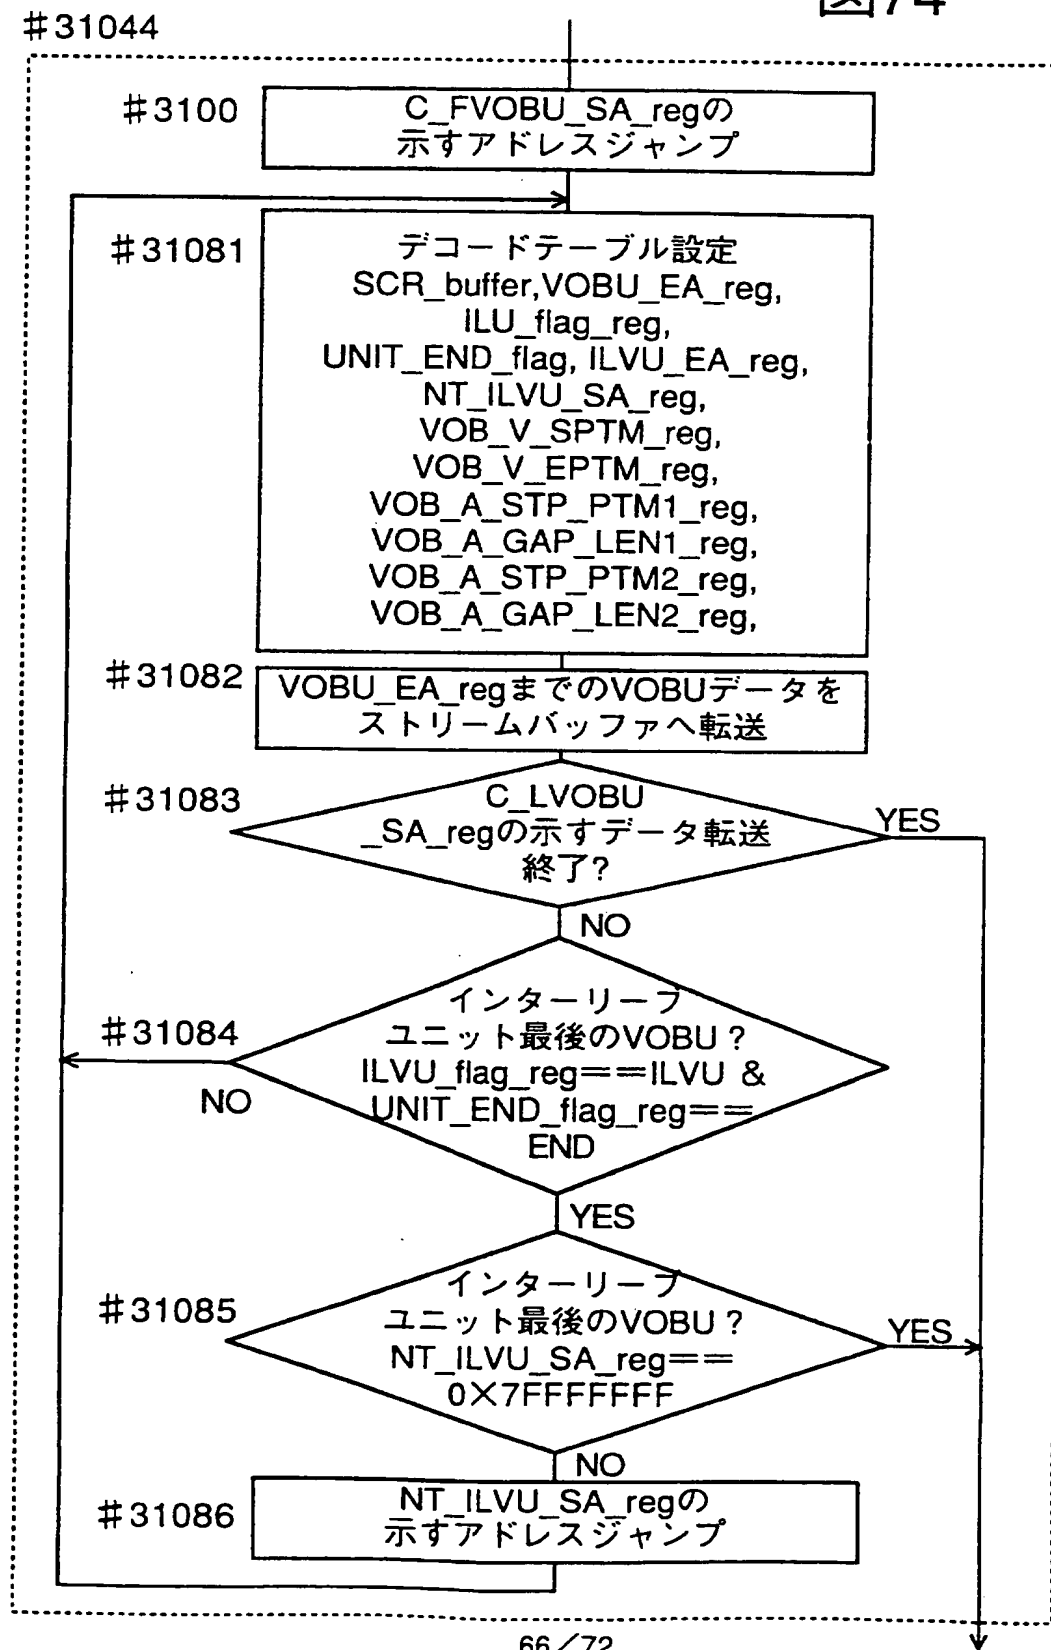 図74
#31044
#3100
C_FVOBU_SA_regの
示すアドレスジャンプ
#31081
デコードテーブル設定
SCR_buffer,VOBU_EA_reg,
ILU_flag_reg,
UNIT_END_flag, ILVU_EA_reg,
NT_ILVU_SA_reg,
VOB_V_SPTM_reg,
VOB_V_EPTM_reg,
VOB_A_STP_PTM1_reg,
VOB_A_GAP_LEN1_reg,
VOB_A_STP_PTM2_reg,
VOB_A_GAP_LEN2_reg,
#31082
VOBU_EA_regまでのVOBUデータを
ストリームバッファへ転送
#31083
C_LVOBU
_SA_regの示すデータ転送
終了?
YES
NO
#31084
インターリーブ
ユニット最後のVOBU?
ILVU_flag_reg==ILVU &
UNIT_END_flag_reg==
END
NO
YES
#31085
インターリーブ
ユニット最後のVOBU?
NT_ILVU_SA_reg==
0×7FFFFFFF
YES
NO
#31086
NT_ILVU_SA_regの
示すアドレスジャンプ
66/72